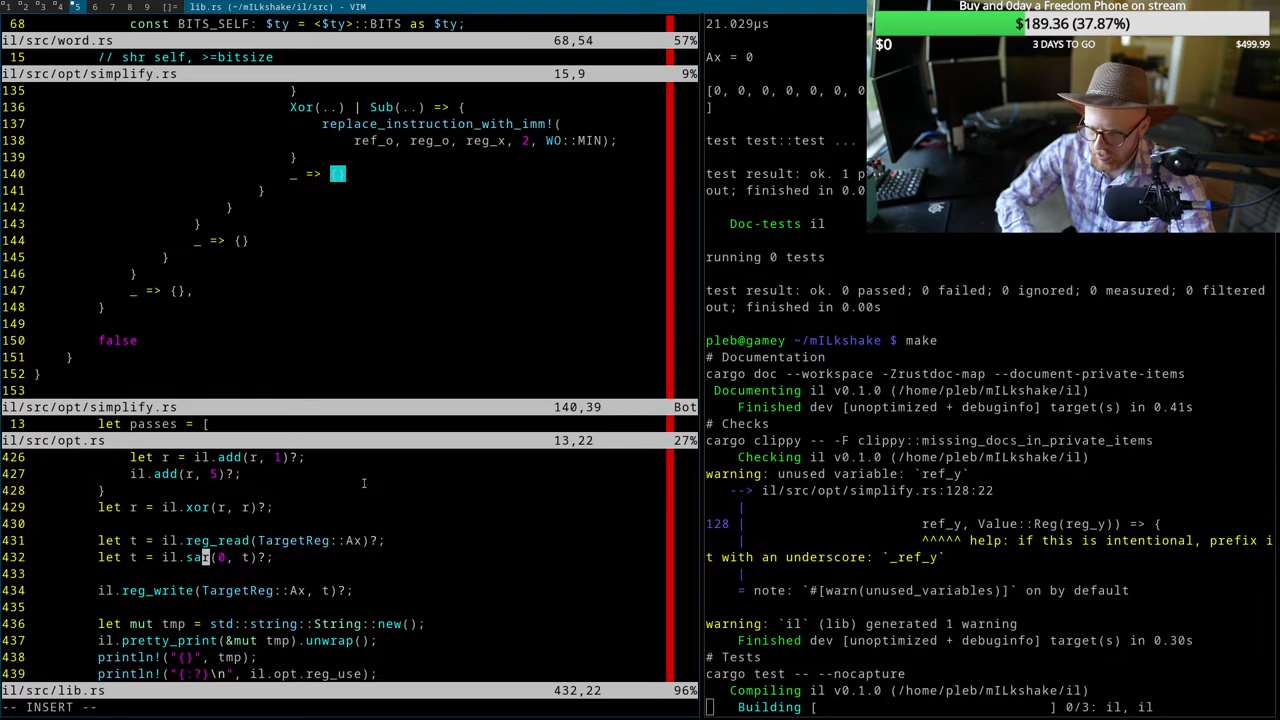 1 2 3 4 5 6 7 8 9 []= lib.rs (~/mILkshake/il/src) - VIM
68 const BITS_SELF: $ty = <$ty>::BITS as $ty;
il/src/word.rs 68,54 57%
15 // shr self, >=bitsize
il/src/opt/simplify.rs 15,9 9%
135 }
136 Xor(..) | Sub(..) => {
137 replace_instruction_with_imm!(
138 ref_o, reg_o, reg_x, 2, WO::MIN);
139 }
140 _ => {}
141 }
142 }
143 }
144 _ => {}
145 }
146 }
147 _ => {},
148 }
149
150 false
151 }
152 }
153
il/src/opt/simplify.rs 140,39 Bot
13 let passes = [
il/src/opt.rs 13,22 27%
426 let r = il.add(r, 1)?;
427 il.add(r, 5)?;
428 }
429 let r = il.xor(r, r)?;
430
431 let t = il.reg_read(TargetReg::Ax)?;
432 let t = il.sar(0, t)?;
433
434 il.reg_write(TargetReg::Ax, t)?;
435
436 let mut tmp = std::string::String::new();
437 il.pretty_print(&mut tmp).unwrap();
438 println!("{}", tmp);
439 println!("{:?}\n", il.opt.reg_use);
il/src/lib.rs 432,22 96%
-- INSERT --
21.029µs
Ax = 0
[0, 0, 0, 0, 0, 0, 0
]
test test::test ...
test result: ok. 1 p
out; finished in 0.0
Doc-tests il
running 0 tests
test result: ok. 0 passed; 0 failed; 0 ignored; 0 measured; 0 filtered
out; finished in 0.00s
pleb@gamey ~/mILkshake $ make
# Documentation
cargo doc --workspace -Zrustdoc-map --document-private-items
Documenting il v0.1.0 (/home/pleb/mILkshake/il)
Finished dev [unoptimized + debuginfo] target(s) in 0.41s
# Checks
cargo clippy -- -F clippy::missing_docs_in_private_items
Checking il v0.1.0 (/home/pleb/mILkshake/il)
warning: unused variable: `ref_y`
--> il/src/opt/simplify.rs:128:22
|
128 | ref_y, Value::Reg(reg_y)) => {
| ^^^^^ help: if this is intentional, prefix i
t with an underscore: `_ref_y`
|
= note: `#[warn(unused_variables)]` on by default
warning: `il` (lib) generated 1 warning
Finished dev [unoptimized + debuginfo] target(s) in 0.30s
# Tests
cargo test -- --nocapture
Compiling il v0.1.0 (/home/pleb/mILkshake/il)
Building [ ] 0/3: il, il
Buy and 0day a Freedom Phone on stream
$189.36 (37.87%)
$0 3 DAYS TO GO $499.99